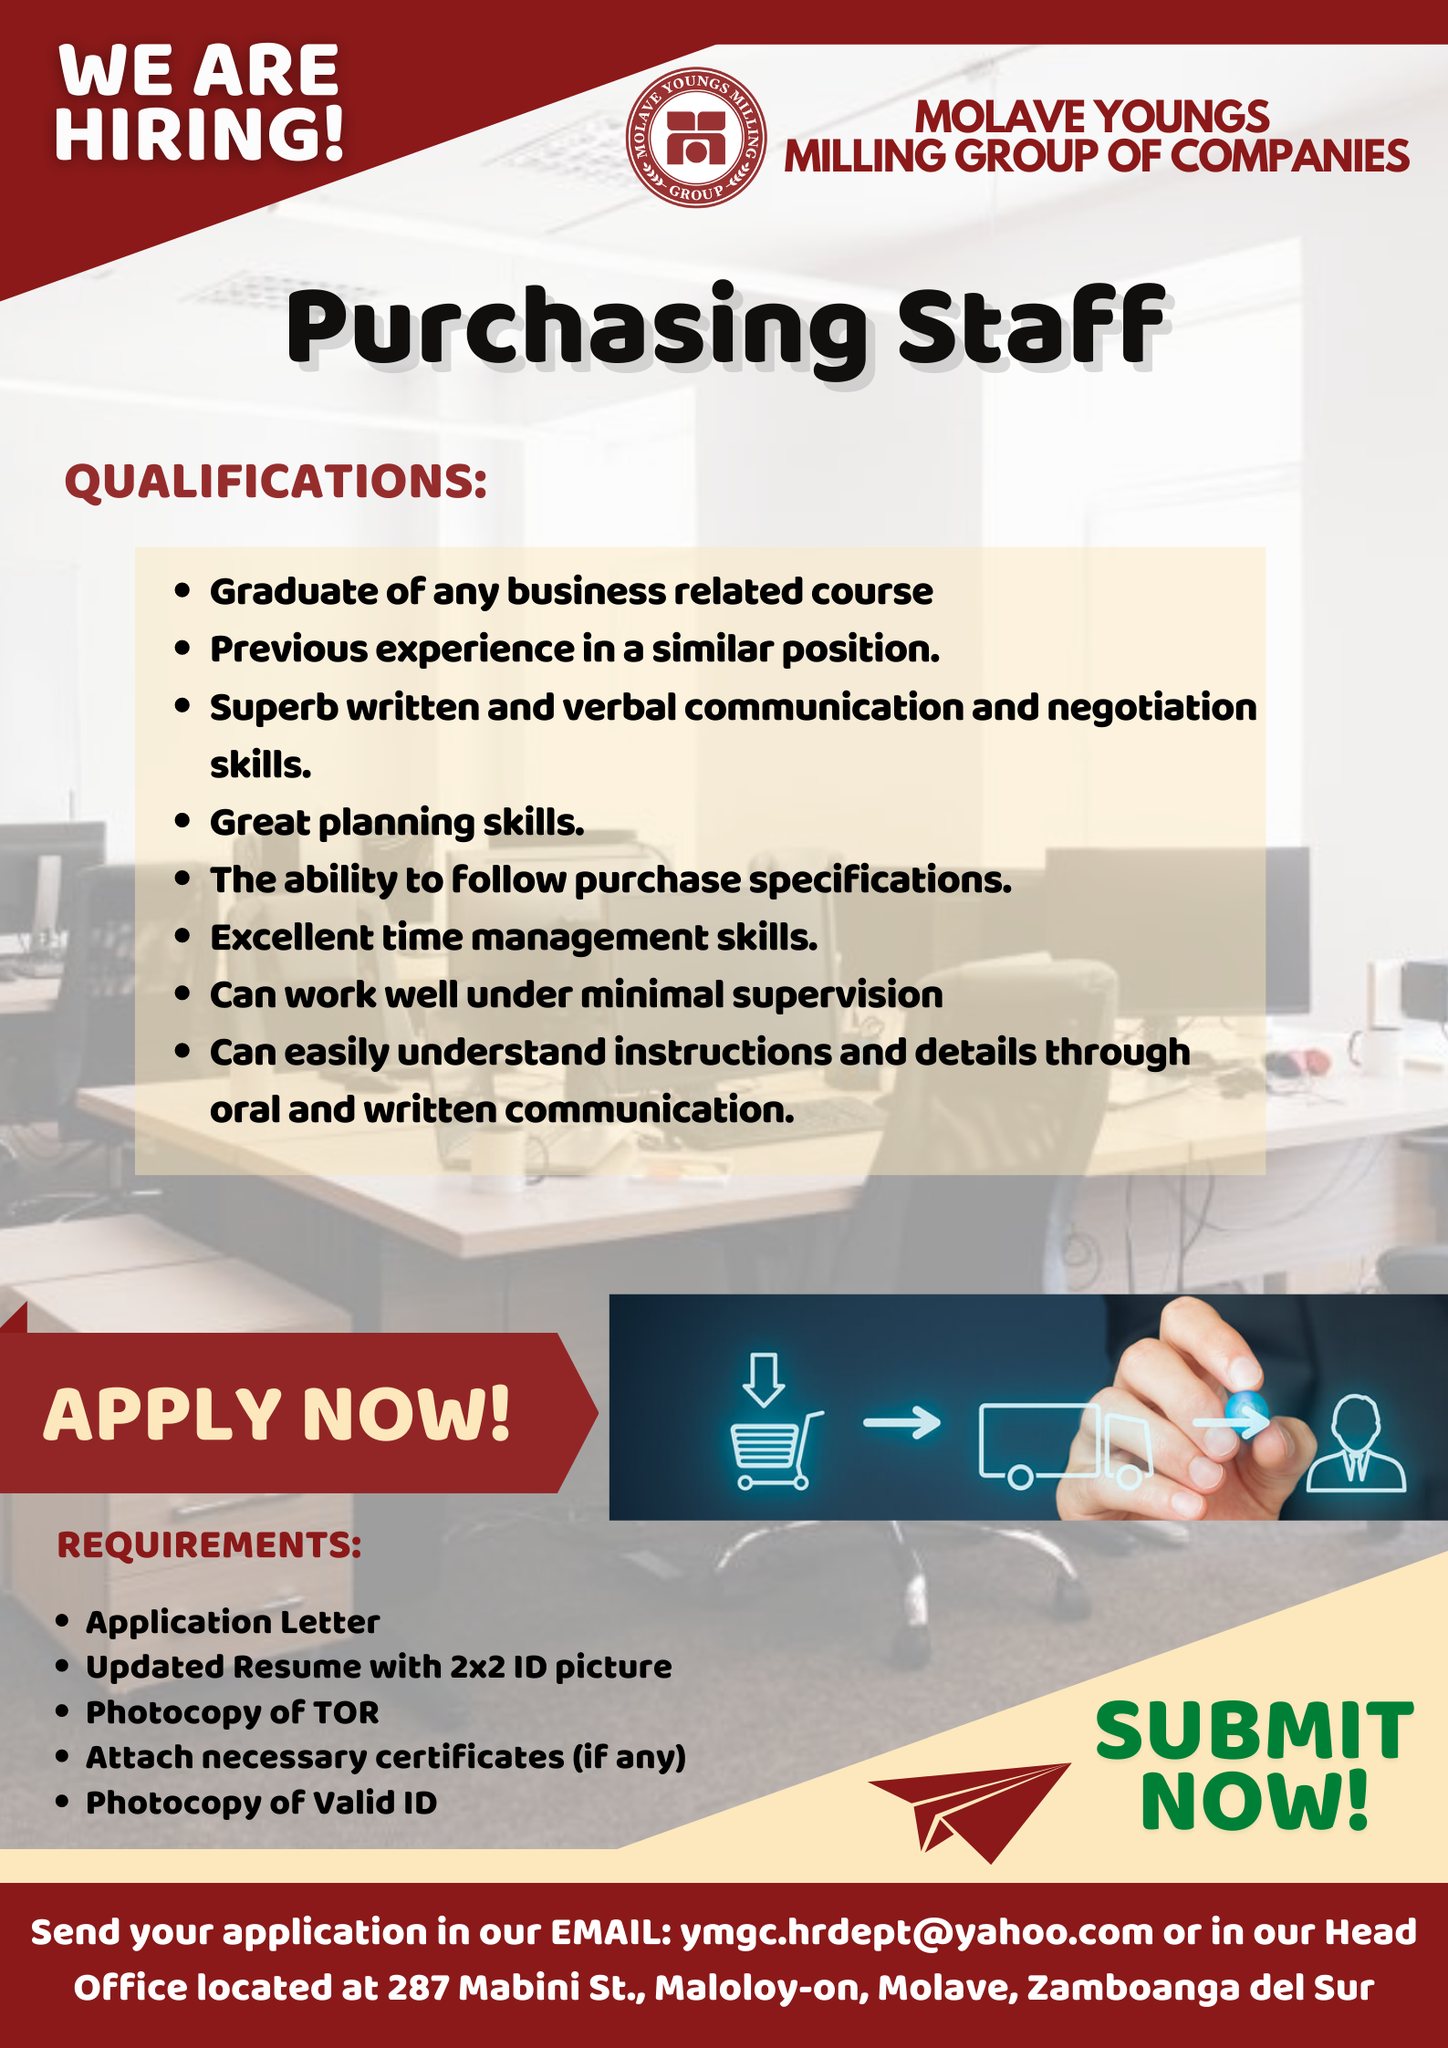 WE ARE
HIRING!
MOLAVE YOUNGS MILLING
GROUP
MOLAVE YOUNGS
MILLING GROUP OF COMPANIES
Purchasing Staff
QUALIFICATIONS:
• Graduate of any business related course
• Previous experience in a similar position.
• Superb written and verbal communication and negotiation
skills.
• Great planning skills.
• The ability to follow purchase specifications.
• Excellent time management skills.
• Can work well under minimal supervision
• Can easily understand instructions and details through
oral and written communication.
APPLY NOW!
REQUIREMENTS:
• Application Letter
• Updated Resume with 2x2 ID picture
• Photocopy of TOR
• Attach necessary certificates (if any)
• Photocopy of Valid ID
SUBMIT
NOW!
Send your application in our EMAIL: ymgc.hrdept@yahoo.com or in our Head
Office located at 287 Mabini St., Maloloy-on, Molave, Zamboanga del Sur